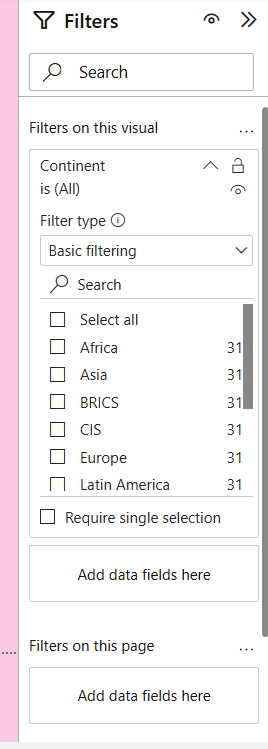 Filters
Search
Filters on this visual ...
Continent
is (All)
Filter type
Basic filtering
Search
Select all
Africa 31
Asia 31
BRICS 31
CIS 31
Europe 31
Latin America 31
Require single selection
Add data fields here
Filters on this page ...
Add data fields here